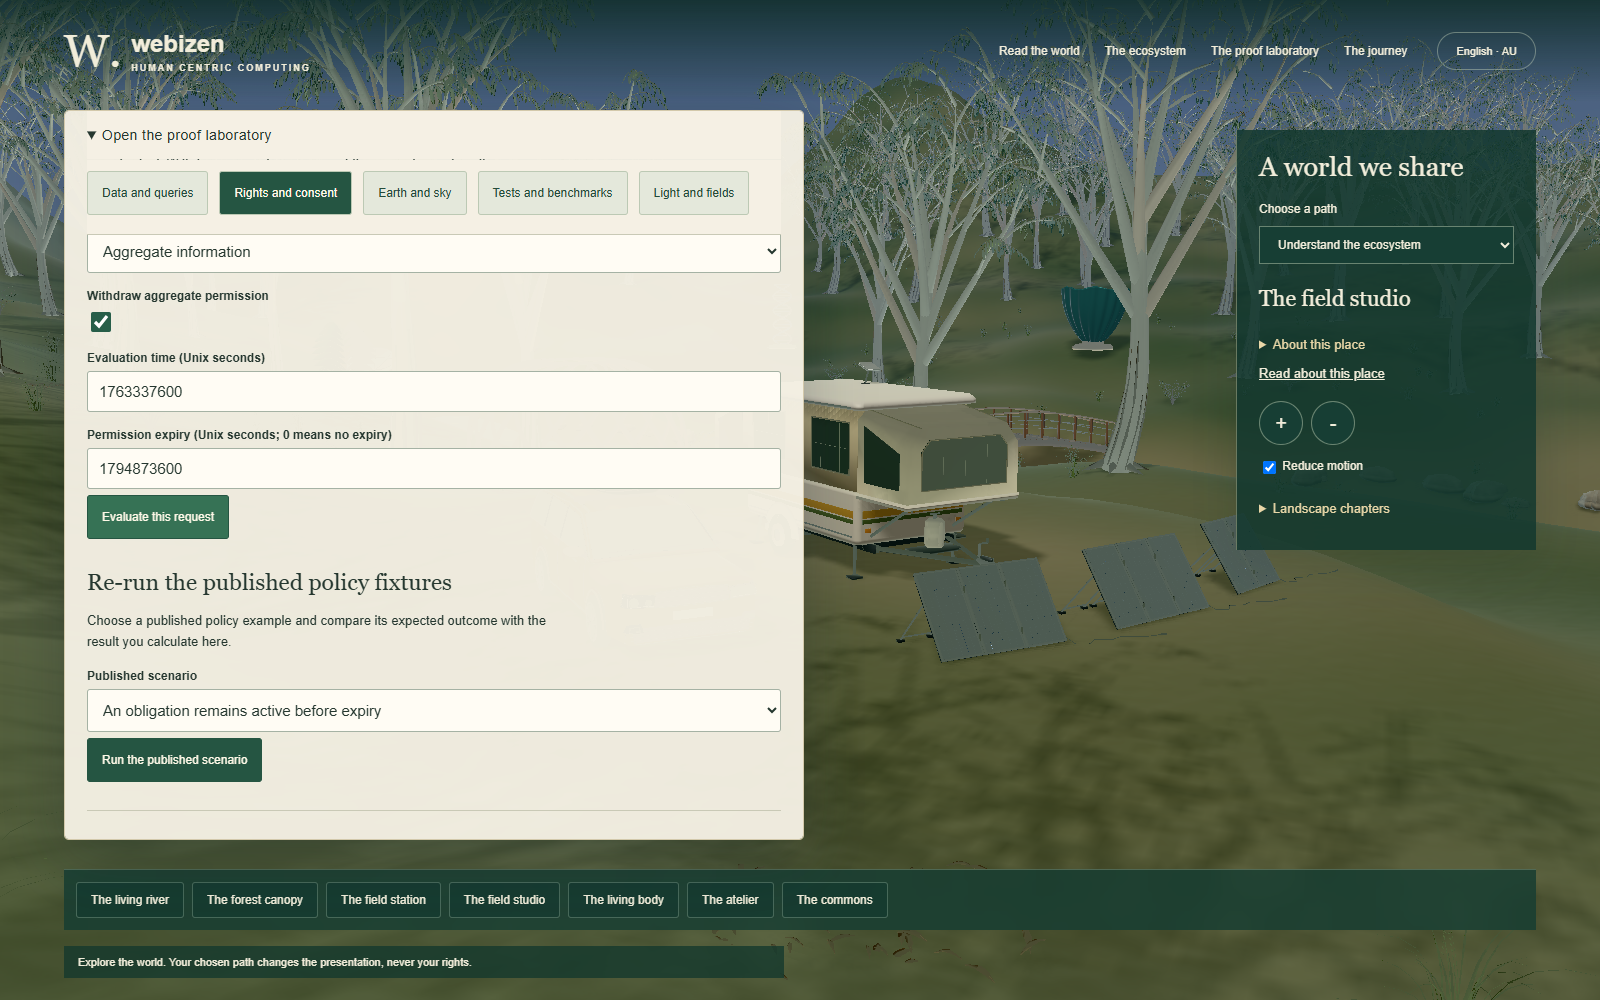 W.
webizen
HUMAN CENTRIC COMPUTING
Read the world
The ecosystem
The proof laboratory
The journey
English · AU
Open the proof laboratory
Data and queries
Rights and consent
Earth and sky
Tests and benchmarks
Light and fields
Aggregate information
Withdraw aggregate permission
Evaluation time (Unix seconds)
1763337600
Permission expiry (Unix seconds; 0 means no expiry)
1794873600
Evaluate this request
Re-run the published policy fixtures
Choose a published policy example and compare its expected outcome with the
result you calculate here.
Published scenario
An obligation remains active before expiry
Run the published scenario
A world we share
Choose a path
Understand the ecosystem
The field studio
About this place
Read about this place
+
-
Reduce motion
Landscape chapters
The living river
The forest canopy
The field station
The field studio
The living body
The atelier
The commons
Explore the world. Your chosen path changes the presentation, never your rights.